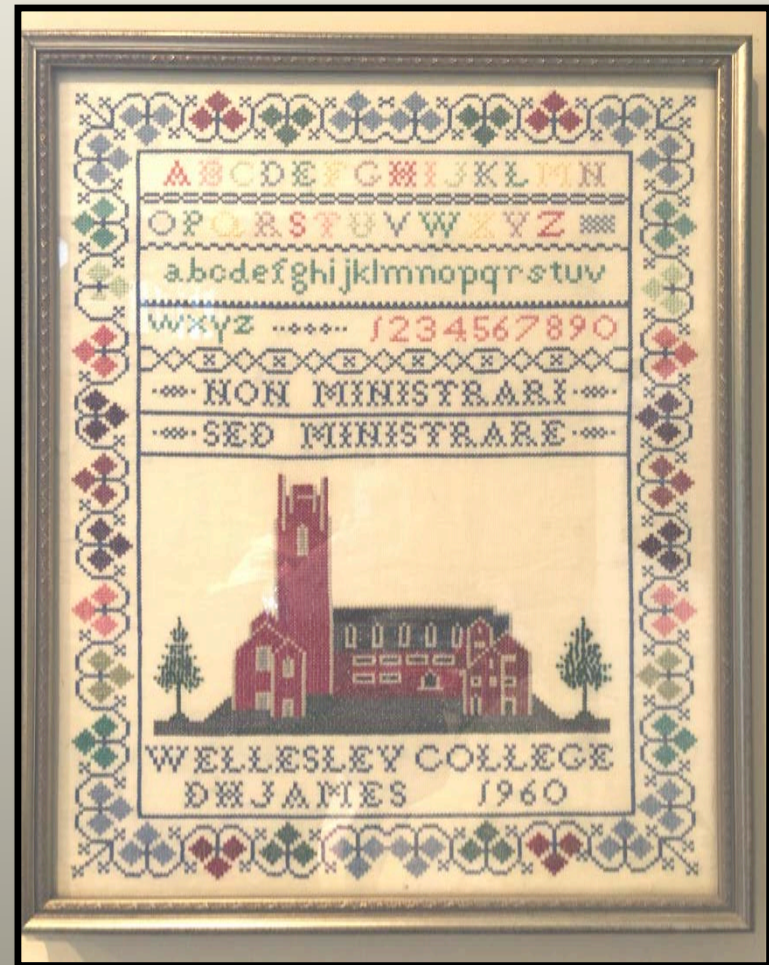 ABCDEFGHIJKLMN
OPQRSTUVWXYZ
abcdefghijklmnopqrstuv
wxyz 1234567890
NON MINISTRARI
SED MINISTRARE
WELLESLEY COLLEGE
DHJAMES 1960